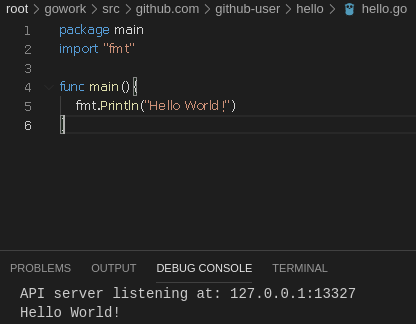 root > gowork > src > github.com > github-user > hello > hello.go
1 package main
2 import "fmt"
3
4 func main() {
5 fmt.Println("Hello World!")
6 }
PROBLEMS OUTPUT DEBUG CONSOLE TERMINAL
API server listening at: 127.0.0.1:13327
Hello World!